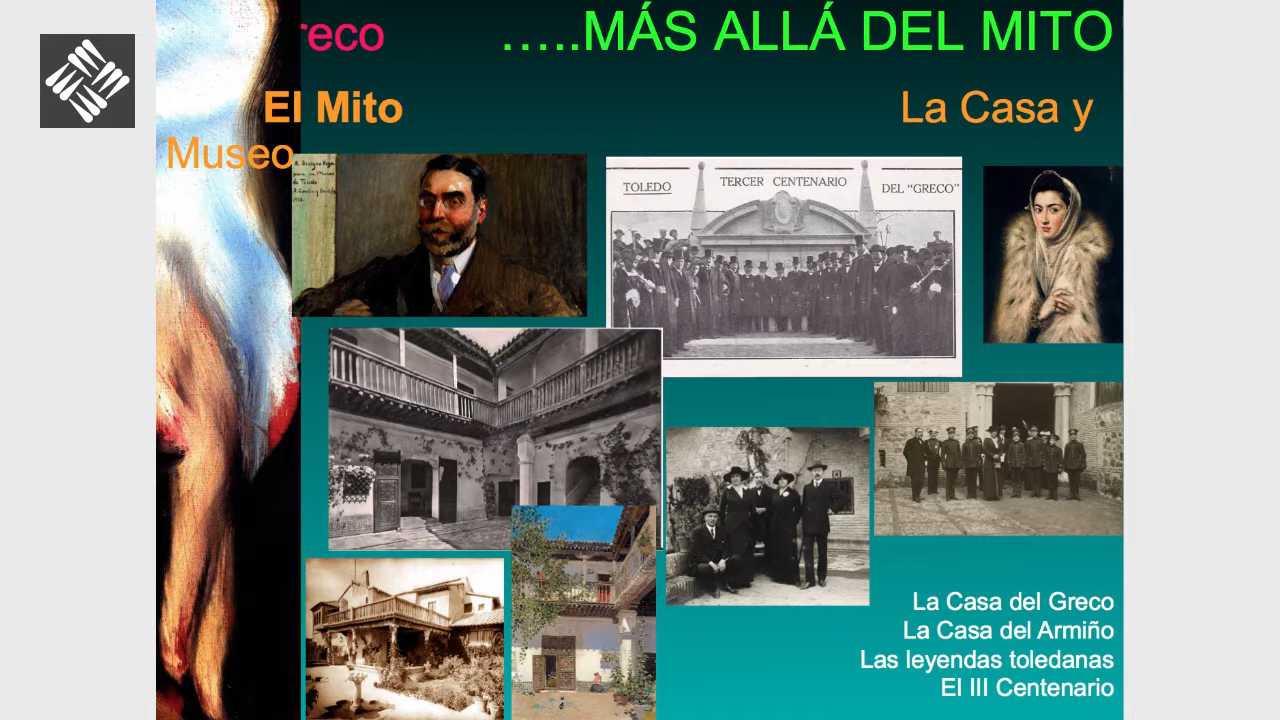 reco …..MÁS ALLÁ DEL MITO
El Mito La Casa y
Museo
TOLEDO TERCER CENTENARIO DEL "GRECO"
La Casa del Greco
La Casa del Armiño
Las leyendas toledanas
El III Centenario